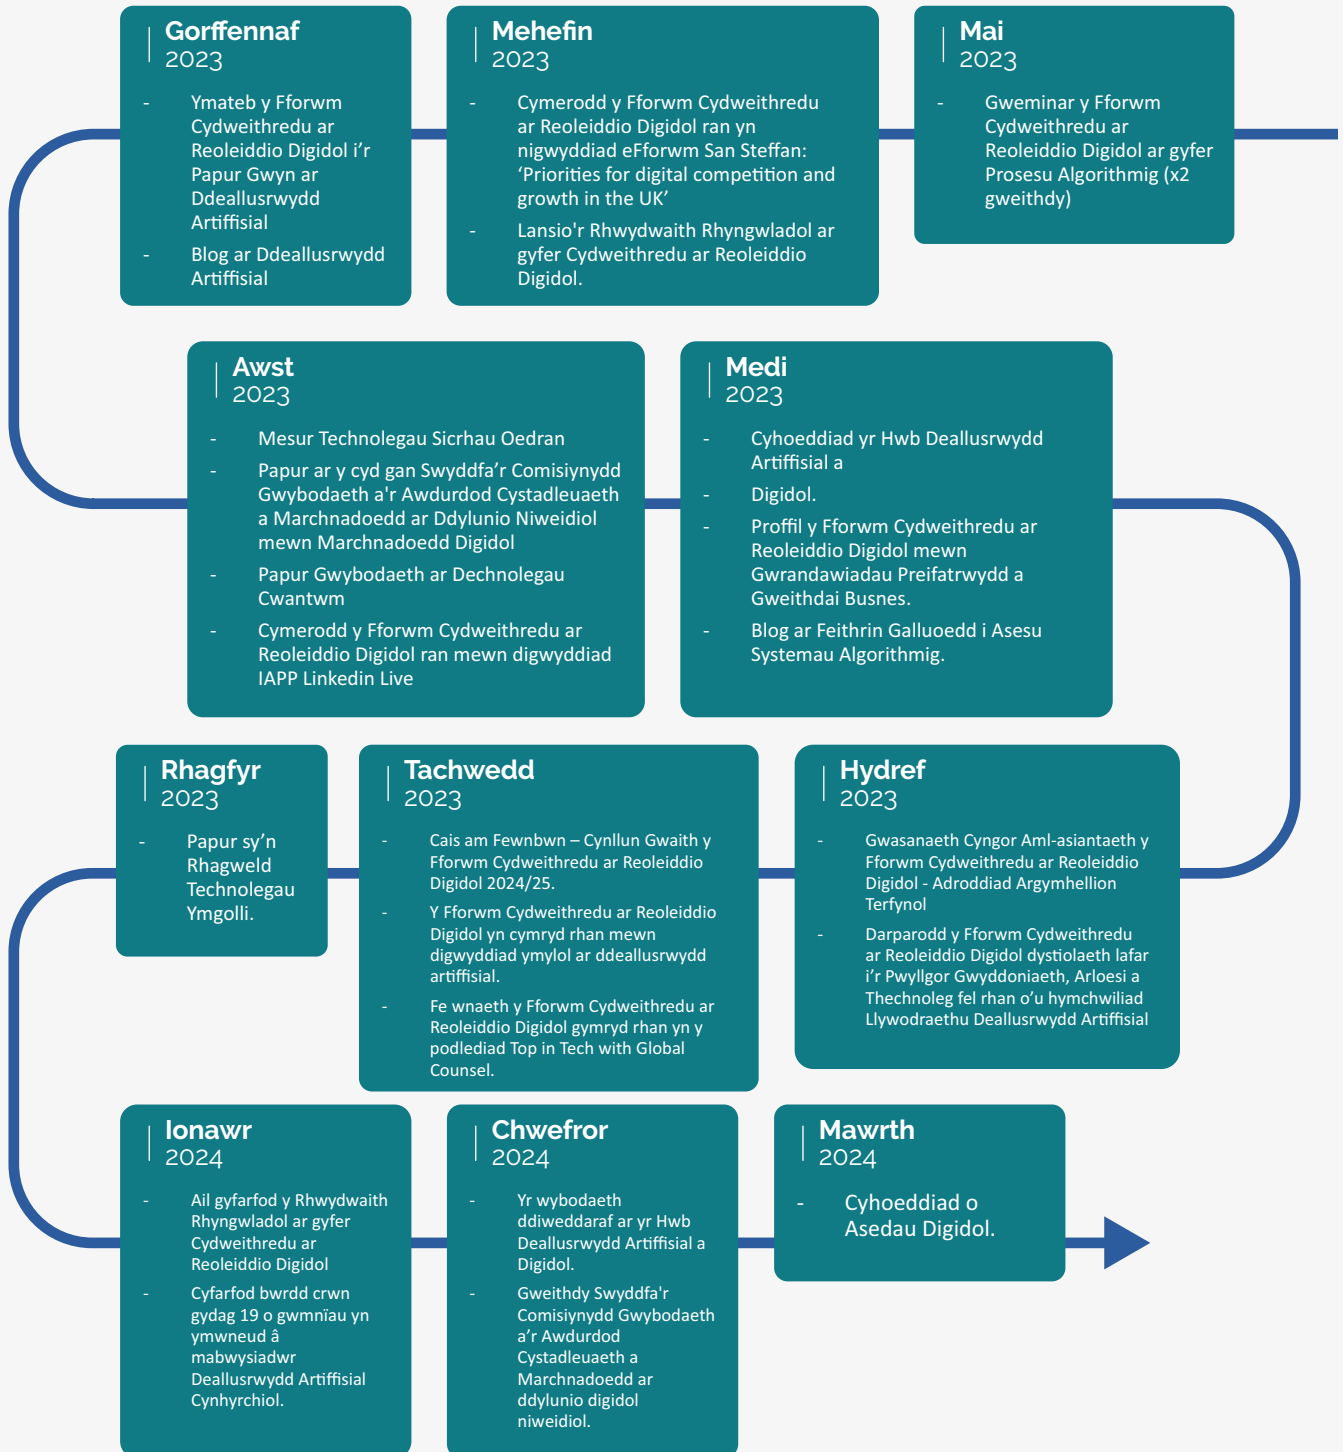 Gorffennaf
2023
- Ymateb y Fforwm
Cydweithredu ar
Reoleiddio Digidol i’r
Papur Gwyn ar
Ddeallusrwydd
Artiffisial
- Blog ar Ddeallusrwydd
Artiffisial
Mehefin
2023
- Cymerodd y Fforwm Cydweithredu
ar Reoleiddio Digidol ran yn
nigwyddiad eFforwm San Steffan:
‘Priorities for digital competition and
growth in the UK’
- Lansio'r Rhwydwaith Rhyngwladol ar
gyfer Cydweithredu ar Reoleiddio
Digidol.
Mai
2023
- Gweminar y Fforwm
Cydweithredu ar
Reoleiddio Digidol ar gyfer
Prosesu Algorithmig (x2
gweithdy)
Awst
2023
- Mesur Technolegau Sicrhau Oedran
- Papur ar y cyd gan Swyddfa’r Comisiynydd
Gwybodaeth a'r Awdurdod Cystadleuaeth
a Marchnadoedd ar Ddylunio Niweidiol
mewn Marchnadoedd Digidol
- Papur Gwybodaeth ar Dechnolegau
Cwantwm
- Cymerodd y Fforwm Cydweithredu ar
Reoleiddio Digidol ran mewn digwyddiad
IAPP Linkedin Live
Medi
2023
- Cyhoeddiad yr Hwb Deallusrwydd
Artiffisial a
- Digidol.
- Proffil y Fforwm Cydweithredu ar
Reoleiddio Digidol mewn
Gwrandawiadau Preifatrwydd a
Gweithdai Busnes.
- Blog ar Feithrin Galluoedd i Asesu
Systemau Algorithmig.
Rhagfyr
2023
- Papur sy’n
Rhagweld
Technolegau
Ymgolli.
Tachwedd
2023
- Cais am Fewnbwn – Cynllun Gwaith y
Fforwm Cydweithredu ar Reoleiddio
Digidol 2024/25.
- Y Fforwm Cydweithredu ar Reoleiddio
Digidol yn cymryd rhan mewn
digwyddiad ymylol ar ddeallusrwydd
artiffisial.
- Fe wnaeth y Fforwm Cydweithredu ar
Reoleiddio Digidol gymryd rhan yn y
podlediad Top in Tech with Global
Counsel.
Hydref
2023
- Gwasanaeth Cyngor Aml-asiantaeth y
Fforwm Cydweithredu ar Reoleiddio
Digidol - Adroddiad Argymhellion
Terfynol
- Darparodd y Fforwm Cydweithredu
ar Reoleiddio Digidol dystiolaeth lafar
i’r Pwyllgor Gwyddoniaeth, Arloesi a
Thechnoleg fel rhan o’u hymchwiliad
Llywodraethu Deallusrwydd Artiffisial
Ionawr
2024
- Ail gyfarfod y Rhwydwaith
Rhyngwladol ar gyfer
Cydweithredu ar
Reoleiddio Digidol
- Cyfarfod bwrdd crwn
gydag 19 o gwmnïau yn
ymwneud â
mabwysiadwr
Deallusrwydd Artiffisial
Cynhyrchiol.
Chwefror
2024
- Yr wybodaeth
ddiweddaraf ar yr Hwb
Deallusrwydd Artiffisial a
Digidol.
- Gweithdy Swyddfa'r
Comisiynydd Gwybodaeth
a’r Awdurdod
Cystadleuaeth a
Marchnadoedd ar
ddylunio digidol
niweidiol.
Mawrth
2024
- Cyhoeddiad o
Asedau Digidol.